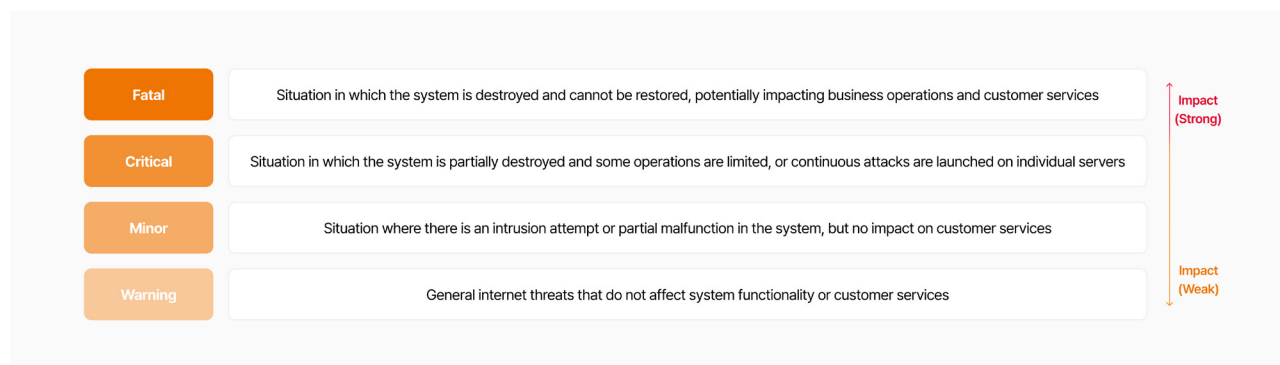 Fatal
Situation in which the system is destroyed and cannot be restored, potentially impacting business operations and customer services
Impact
(Strong)
Critical
Situation in which the system is partially destroyed and some operations are limited, or continuous attacks are launched on individual servers
Minor
Situation where there is an intrusion attempt or partial malfunction in the system, but no impact on customer services
Warning
General internet threats that do not affect system functionality or customer services
Impact
(Weak)